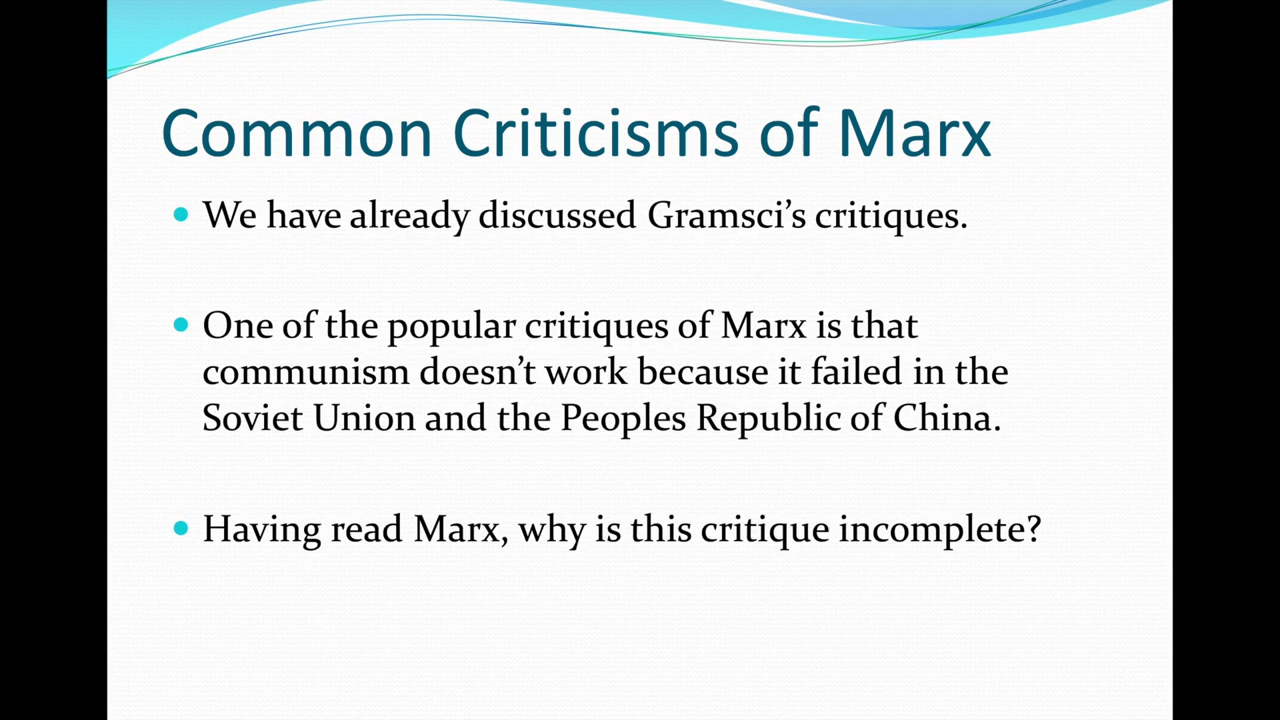 Common Criticisms of Marx
• We have already discussed Gramsci’s critiques.
• One of the popular critiques of Marx is that
communism doesn’t work because it failed in the
Soviet Union and the Peoples Republic of China.
• Having read Marx, why is this critique incomplete?